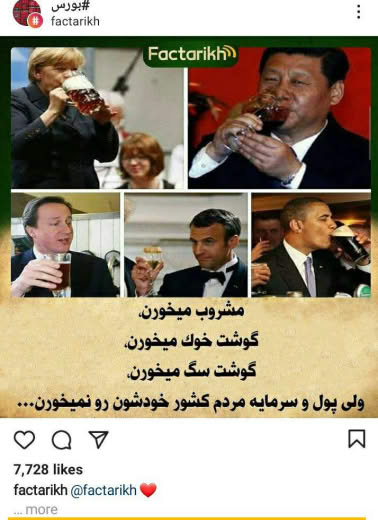 #بورس
factarikh
Factarikh
مشروب میخورن،
گوشت خوك میخورن،
گوشت سگ میخورن،
ولی پول و سرمایه مردم کشور خودشون رو نمیخورن...
7,728 likes
factarikh @factarikh ❤️
... more